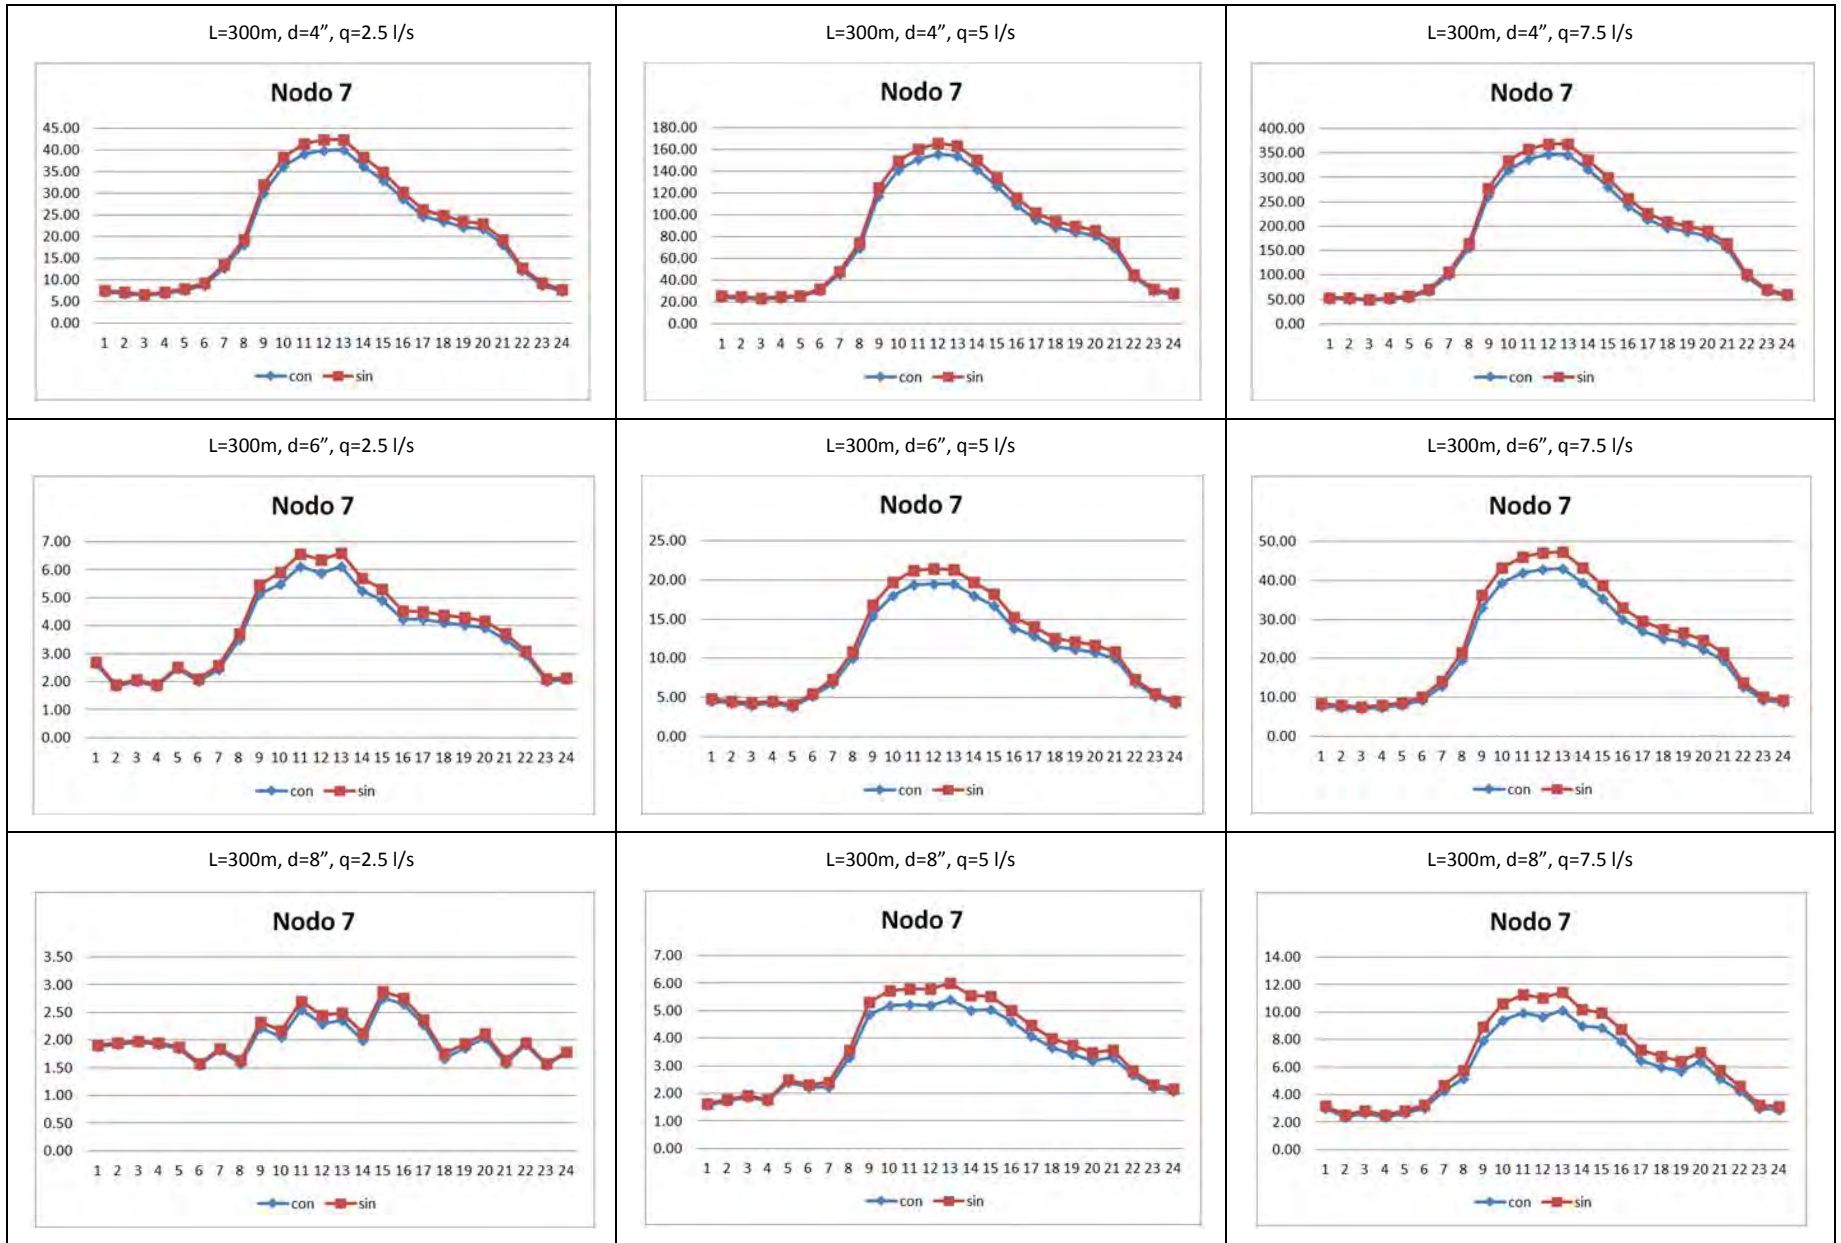 L=300m, d=4”, q=2.5 l/s
Nodo 7
45.00
40.00
35.00
30.00
25.00
20.00
15.00
10.00
5.00
0.00
1 2 3 4 5 6 7 8 9 10 11 12 13 14 15 16 17 18 19 20 21 22 23 24
con sin
L=300m, d=4”, q=5 l/s
Nodo 7
180.00
160.00
140.00
120.00
100.00
80.00
60.00
40.00
20.00
0.00
1 2 3 4 5 6 7 8 9 10 11 12 13 14 15 16 17 18 19 20 21 22 23 24
con sin
L=300m, d=4”, q=7.5 l/s
Nodo 7
400.00
350.00
300.00
250.00
200.00
150.00
100.00
50.00
0.00
1 2 3 4 5 6 7 8 9 10 11 12 13 14 15 16 17 18 19 20 21 22 23 24
con sin
L=300m, d=6”, q=2.5 l/s
Nodo 7
7.00
6.00
5.00
4.00
3.00
2.00
1.00
0.00
1 2 3 4 5 6 7 8 9 10 11 12 13 14 15 16 17 18 19 20 21 22 23 24
con sin
L=300m, d=6”, q=5 l/s
Nodo 7
25.00
20.00
15.00
10.00
5.00
0.00
1 2 3 4 5 6 7 8 9 10 11 12 13 14 15 16 17 18 19 20 21 22 23 24
con sin
L=300m, d=6”, q=7.5 l/s
Nodo 7
50.00
40.00
30.00
20.00
10.00
0.00
1 2 3 4 5 6 7 8 9 10 11 12 13 14 15 16 17 18 19 20 21 22 23 24
con sin
L=300m, d=8”, q=2.5 l/s
Nodo 7
3.50
3.00
2.50
2.00
1.50
1.00
0.50
0.00
1 2 3 4 5 6 7 8 9 10 11 12 13 14 15 16 17 18 19 20 21 22 23 24
con sin
L=300m, d=8”, q=5 l/s
Nodo 7
7.00
6.00
5.00
4.00
3.00
2.00
1.00
0.00
1 2 3 4 5 6 7 8 9 10 11 12 13 14 15 16 17 18 19 20 21 22 23 24
con sin
L=300m, d=8”, q=7.5 l/s
Nodo 7
14.00
12.00
10.00
8.00
6.00
4.00
2.00
0.00
1 2 3 4 5 6 7 8 9 10 11 12 13 14 15 16 17 18 19 20 21 22 23 24
con sin